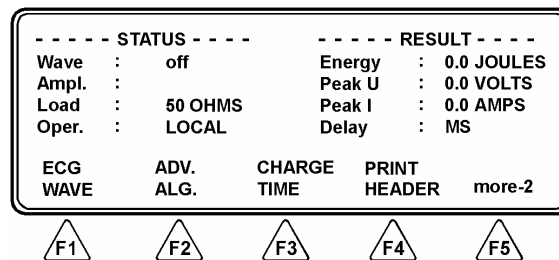 - - - - - STATUS - - - - - - - - - RESULT - - - -
Wave : off Energy : 0.0 JOULES
Ampl. : Peak U : 0.0 VOLTS
Load : 50 OHMS Peak I : 0.0 AMPS
Oper. : LOCAL Delay : MS
ECG ADV. CHARGE PRINT
WAVE ALG. TIME HEADER more-2
F1 F2 F3 F4 F5